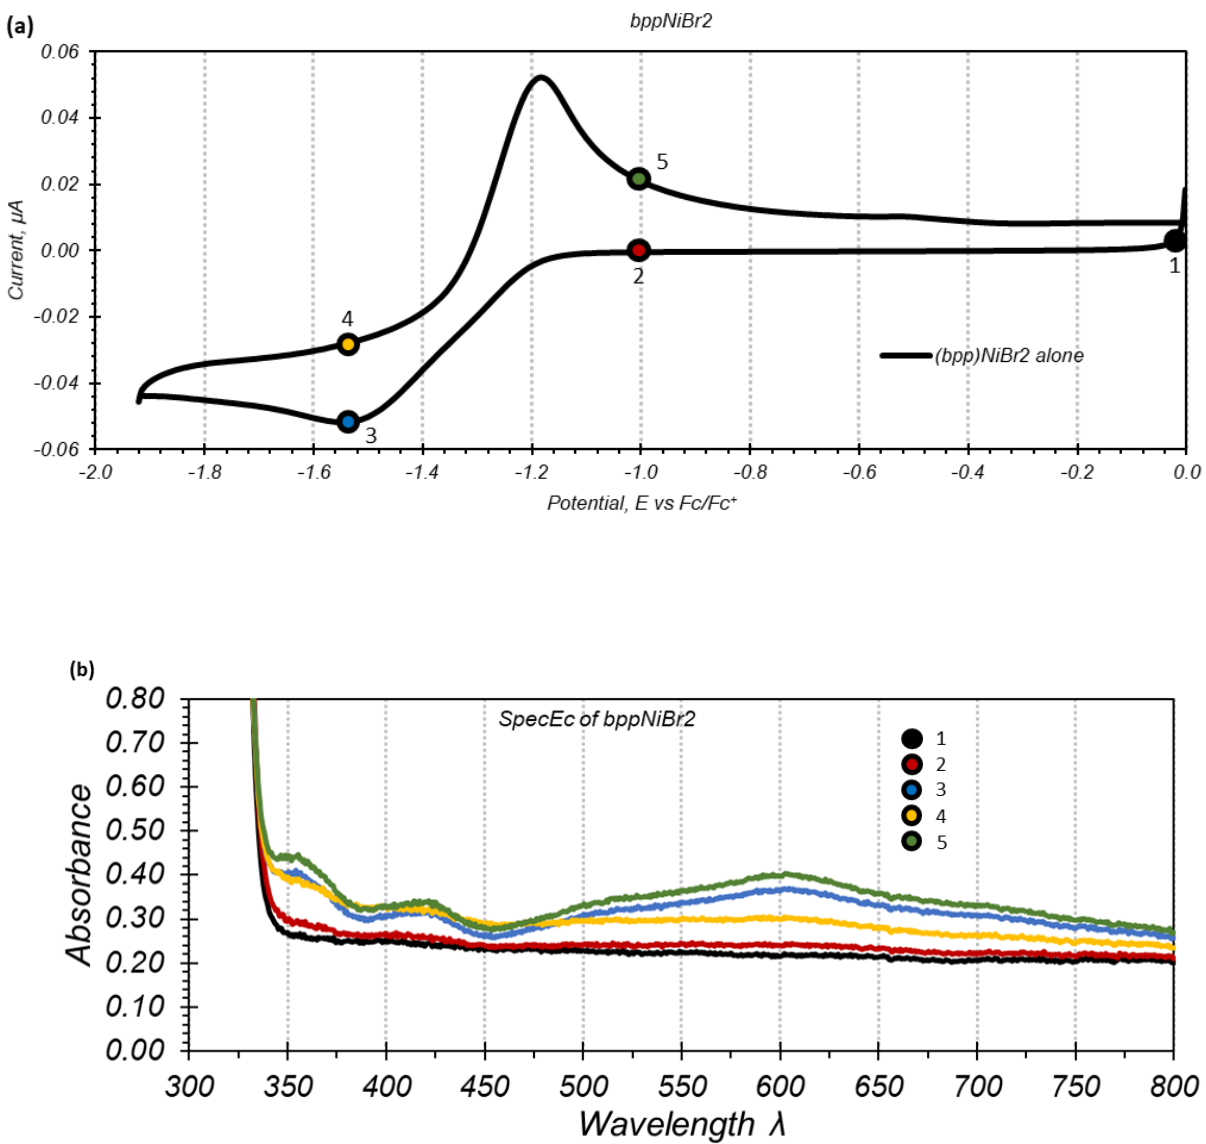 (a)
bppNiBr2
0.06
0.04
0.02
0.00
-0.02
-0.04
-0.06
Current, µA
5
2
1
4
3
(bpp)NiBr2 alone
-2.0 -1.8 -1.6 -1.4 -1.2 -1.0 -0.8 -0.6 -0.4 -0.2 0.0
Potential, E vs Fc/Fc⁺
(b)
SpecEc of bppNiBr2
0.80
0.70
0.60
0.50
0.40
0.30
0.20
0.10
0.00
Absorbance
1
2
3
4
5
300 350 400 450 500 550 600 650 700 750 800
Wavelength λ